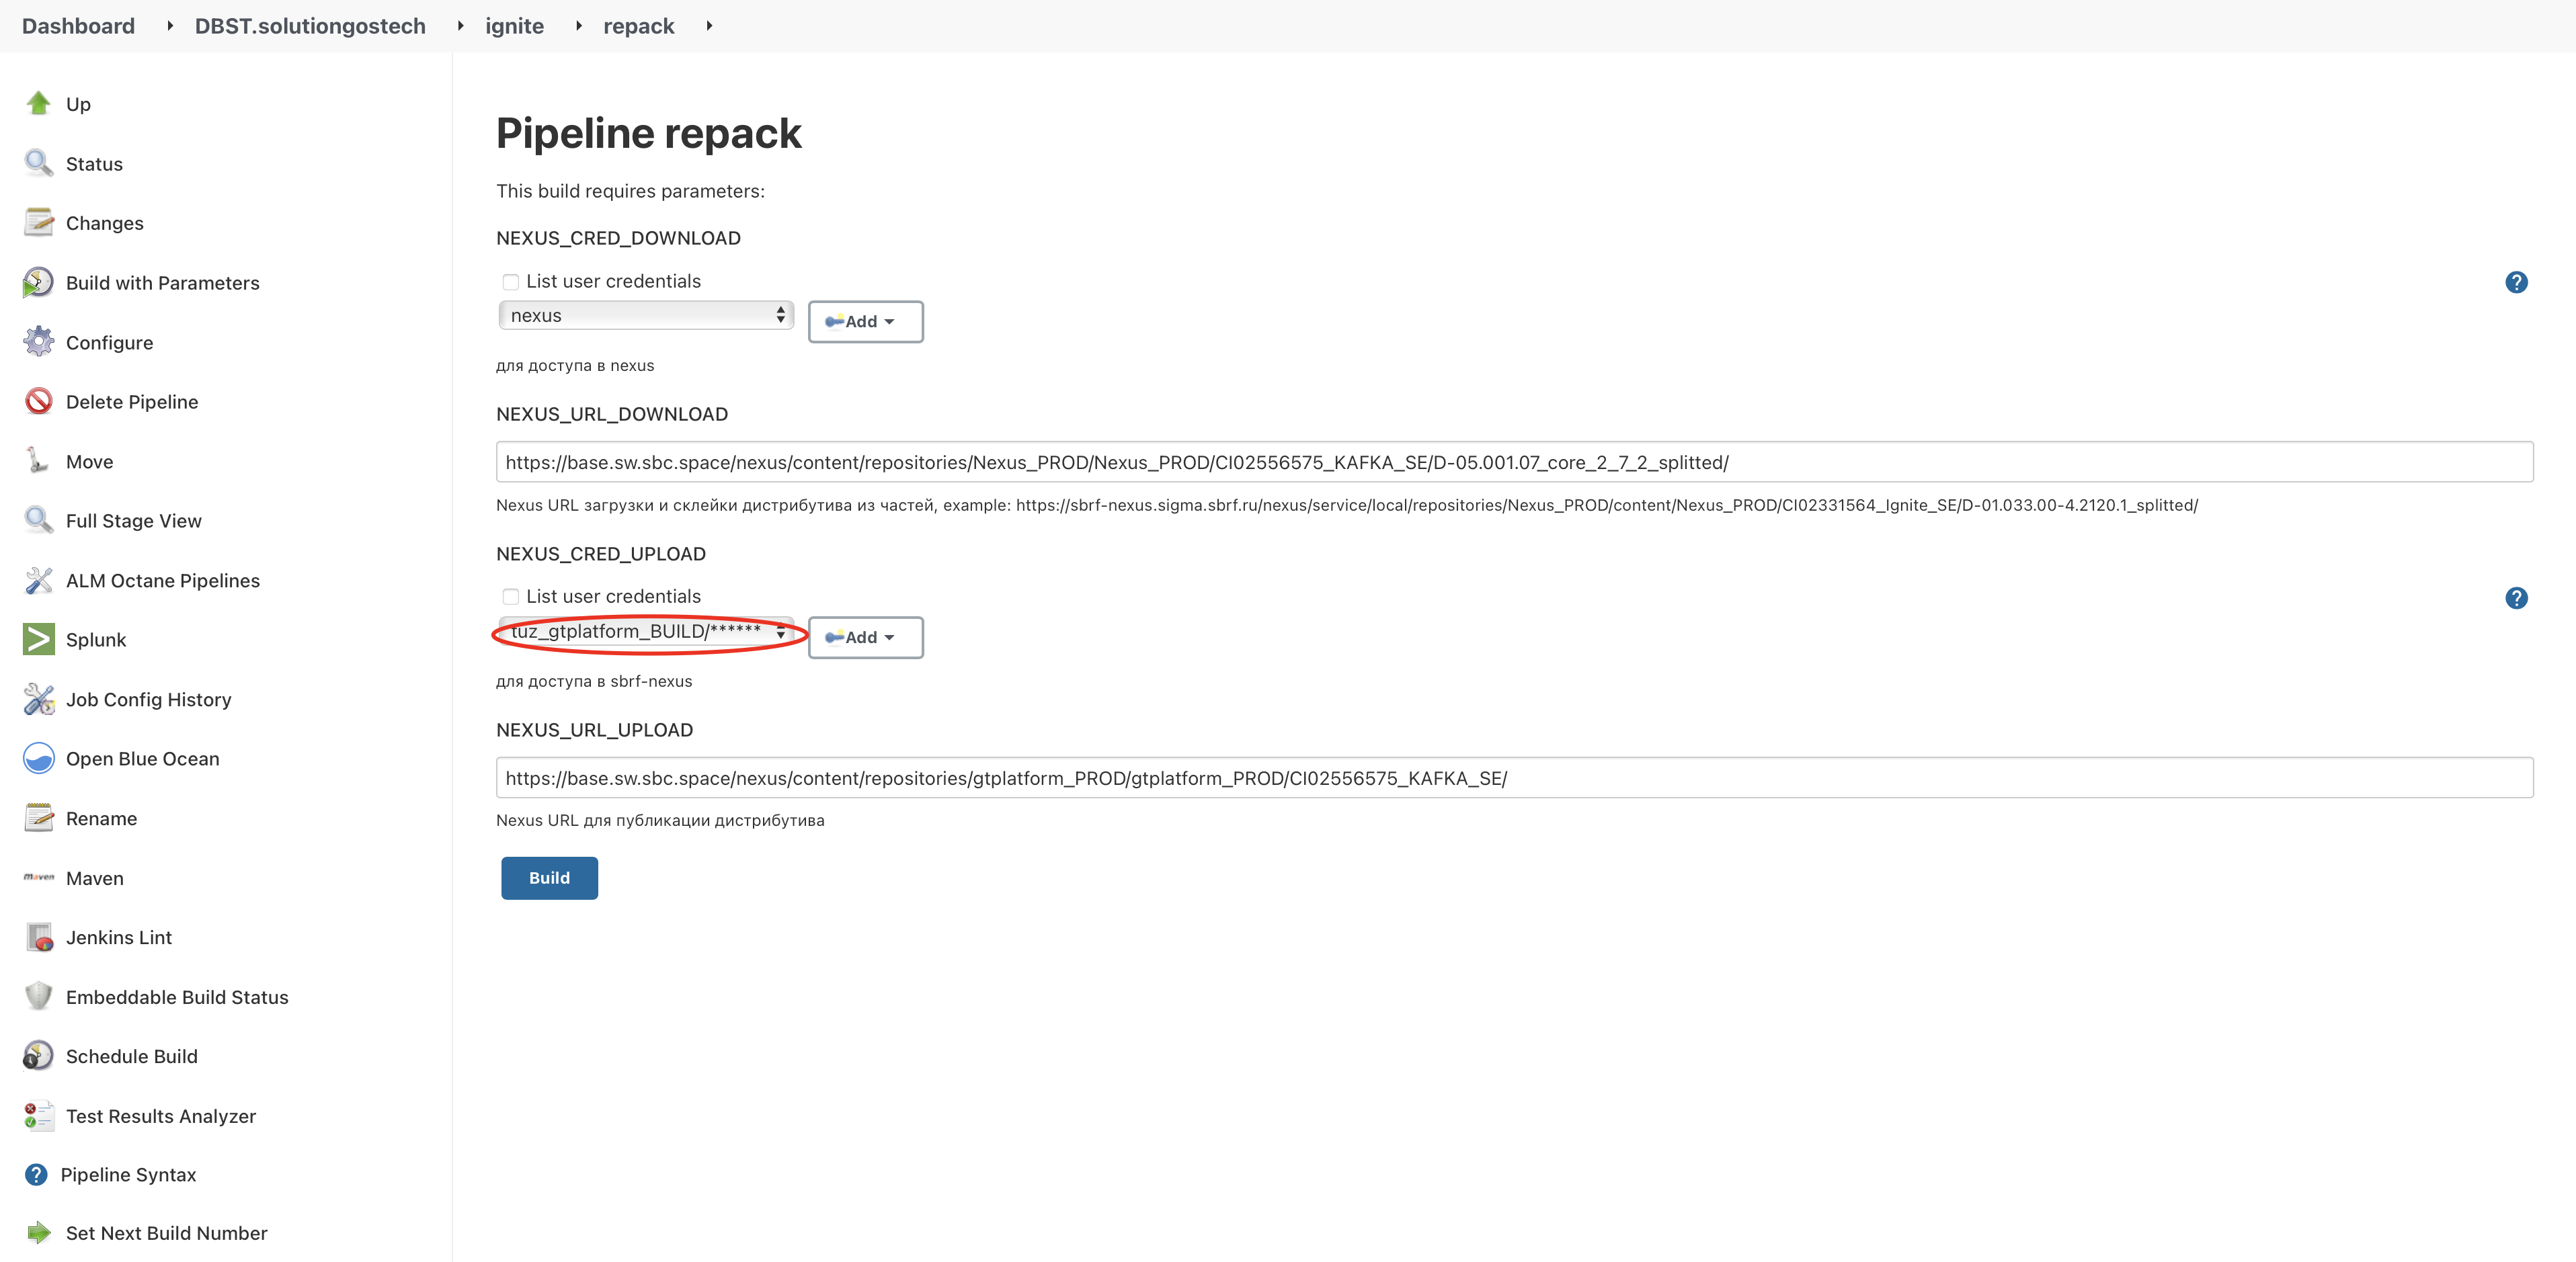 Dashboard DBST.solutiongostech ignite repack
Up
Status
Changes
Build with Parameters
Configure
Delete Pipeline
Move
Full Stage View
ALM Octane Pipelines
Splunk
Job Config History
Open Blue Ocean
Rename
Maven
Maven
Jenkins Lint
Embeddable Build Status
Schedule Build
Test Results Analyzer
Pipeline Syntax
Set Next Build Number
Pipeline repack
This build requires parameters:
NEXUS_CRED_DOWNLOAD
List user credentials
nexus Add
для доступа в nexus
NEXUS_URL_DOWNLOAD
https://base.sw.sbc.space/nexus/content/repositories/Nexus_PROD/Nexus_PROD/CI02556575_KAFKA_SE/D-05.001.07_core_2_7_2_splitted/
Nexus URL загрузки и склейки дистрибутива из частей, example: https://sbrf-nexus.sigma.sbrf.ru/nexus/service/local/repositories/Nexus_PROD/content/Nexus_PROD/CI02331564_Ignite_SE/D-01.033.00-4.2120.1_splitted/
NEXUS_CRED_UPLOAD
List user credentials
tuz_gtplatform_BUILD/****** Add
для доступа в sbrf-nexus
NEXUS_URL_UPLOAD
https://base.sw.sbc.space/nexus/content/repositories/gtplatform_PROD/gtplatform_PROD/CI02556575_KAFKA_SE/
Nexus URL для публикации дистрибутива
Build